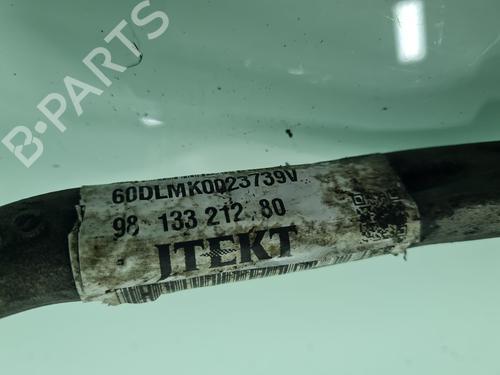 B-PARTS
60DLMK0023739V
98 133 212 80
JTEKT